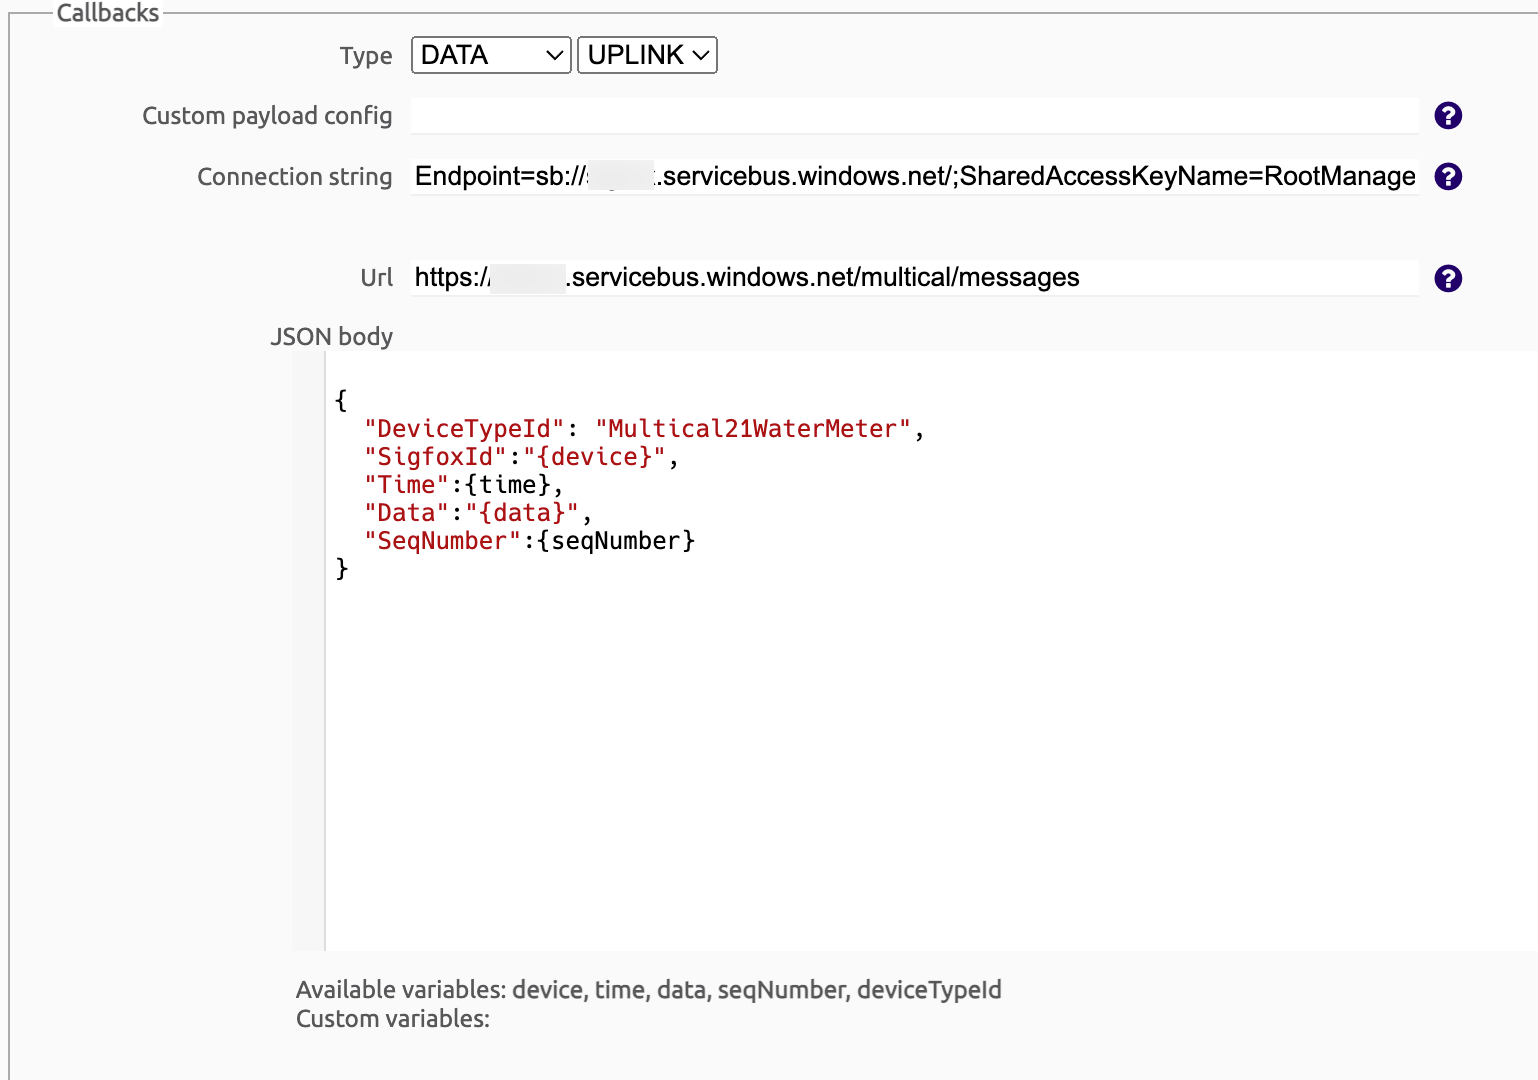 Callbacks
Type DATA UPLINK
Custom payload config ?
Connection string Endpoint=sb:// .servicebus.windows.net/;SharedAccessKeyName=RootManage ?
Url https:// .servicebus.windows.net/multical/messages ?
JSON body
{
"DeviceTypeId": "Multical21WaterMeter",
"SigfoxId":"{device}",
"Time":{time},
"Data":"{data}",
"SeqNumber":{seqNumber}
}
Available variables: device, time, data, seqNumber, deviceTypeId
Custom variables: